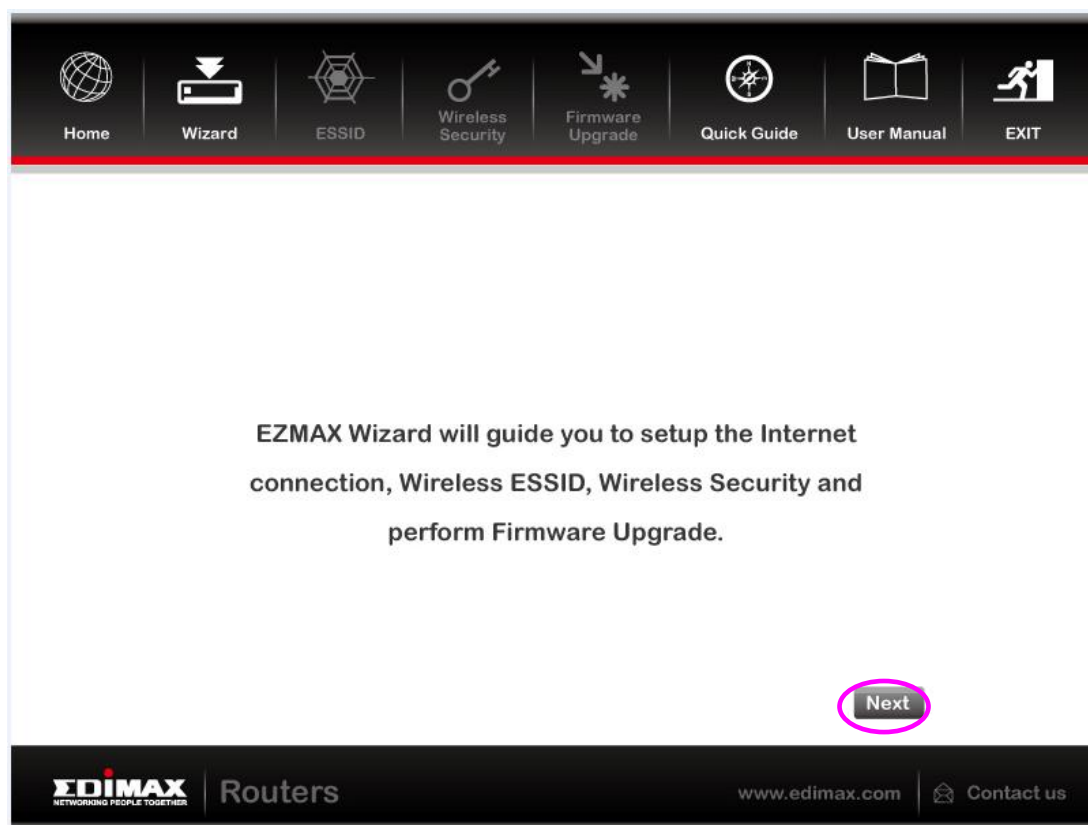 Home
Wizard
ESSID
Wireless
Security
Firmware
Upgrade
Quick Guide
User Manual
EXIT
EZMAX Wizard will guide you to setup the Internet
connection, Wireless ESSID, Wireless Security and
perform Firmware Upgrade.
Next
EDIMAX
NETWORKING PEOPLE TOGETHER
Routers
www.edimax.com
Contact us